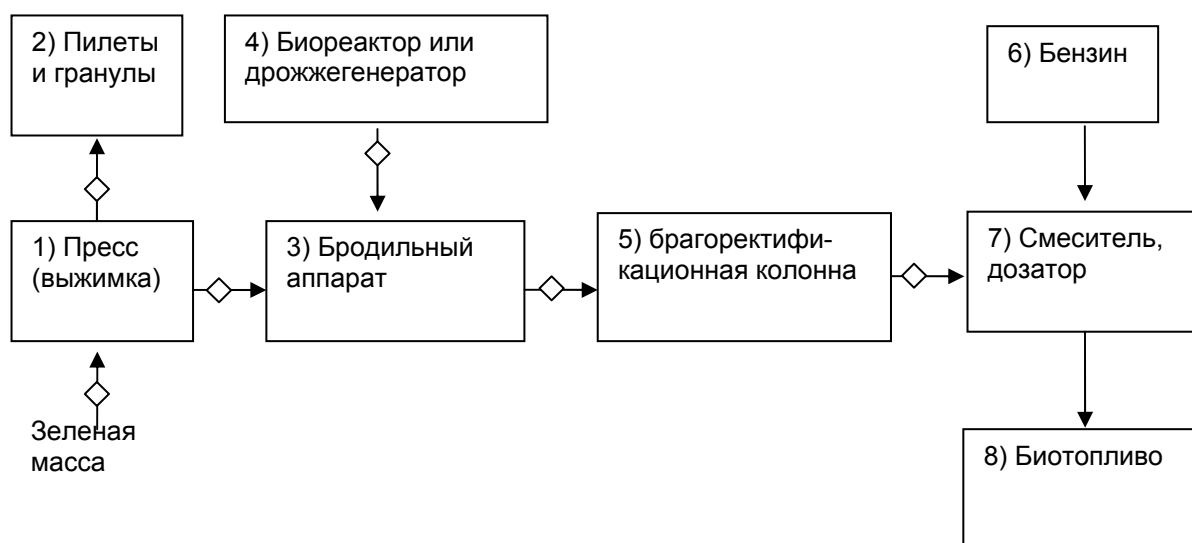 2) Пилеты
и гранулы
4) Биореактор или
дрожжегенератор
6) Бензин
1) Пресс
(выжимка)
3) Бродильный
аппарат
5) брагоректифи-
кационная колонна
7) Смеситель,
дозатор
Зеленая
масса
8) Биотопливо